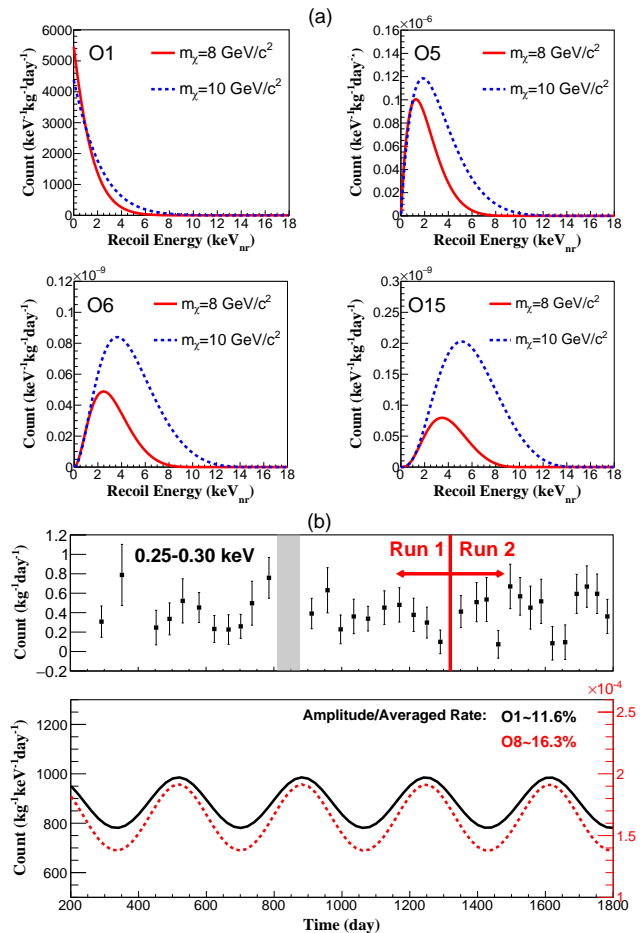 (a)
O1
mχ=8 GeV/c²
mχ=10 GeV/c²
Count (keV⁻¹kg⁻¹day⁻¹)
6000
5000
4000
3000
2000
1000
0
0 2 4 6 8 10 12 14 16 18
Recoil Energy (keVnr)
×10⁻⁶
O5
mχ=8 GeV/c²
mχ=10 GeV/c²
Count (keV⁻¹kg⁻¹day⁻¹)
0.16
0.14
0.12
0.1
0.08
0.06
0.04
0.02
0
0 2 4 6 8 10 12 14 16 18
Recoil Energy (keVnr)
×10⁻⁹
O6
mχ=8 GeV/c²
mχ=10 GeV/c²
Count (keV⁻¹kg⁻¹day⁻¹)
0.12
0.1
0.08
0.06
0.04
0.02
0
0 2 4 6 8 10 12 14 16 18
Recoil Energy (keVnr)
×10⁻⁹
O15
mχ=8 GeV/c²
mχ=10 GeV/c²
Count (keV⁻¹kg⁻¹day⁻¹)
0.3
0.25
0.2
0.15
0.1
0.05
0
0 2 4 6 8 10 12 14 16 18
Recoil Energy (keVnr)
(b)
0.25-0.30 keV
Run 1 Run 2
Count (kg⁻¹day⁻¹)
1.2
1
0.8
0.6
0.4
0.2
0
−0.2
×10⁻⁴
Amplitude/Averaged Rate: O1~11.6%
O8~16.3%
Count (kg⁻¹keV⁻¹day⁻¹)
1200
1000
800
600
2.5
2
1.5
1
200 400 600 800 1000 1200 1400 1600 1800
Time (day)